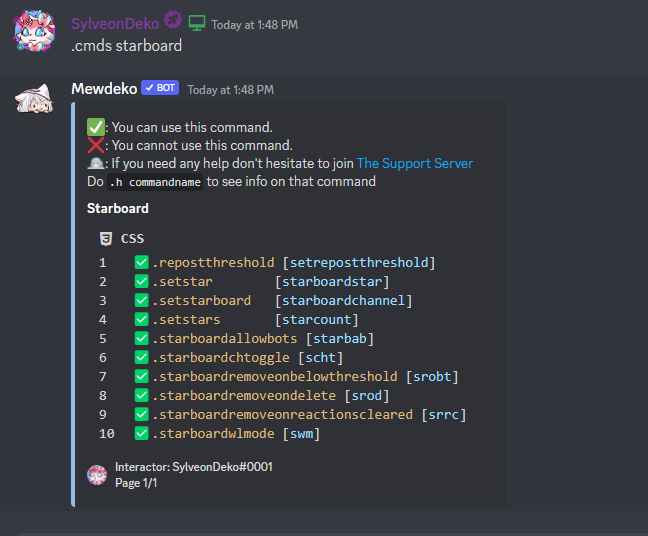 SylveonDeko Today at 1:48 PM
.cmds starboard
Mewdeko ✓ BOT Today at 1:48 PM
✅: You can use this command.
❌: You cannot use this command.
: If you need any help don't hesitate to join The Support Server
Do .h commandname to see info on that command
Starboard
CSS
1 ✅.repostthreshold [setrepostthreshold]
2 ✅.setstar [starboardstar]
3 ✅.setstarboard [starboardchannel]
4 ✅.setstars [starcount]
5 ✅.starboardallowbots [starbab]
6 ✅.starboardchtoggle [scht]
7 ✅.starboardremoveonbelowthreshold [srobt]
8 ✅.starboardremoveondelete [srod]
9 ✅.starboardremoveonreactionscleared [srrc]
10 ✅.starboardwlmode [swm]
Interactor: SylveonDeko#0001
Page 1/1